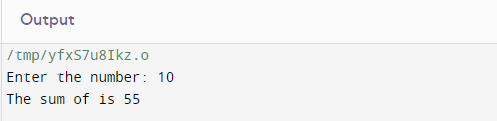 Output
/tmp/yfxS7u8Ikz.o
Enter the number: 10
The sum of is 55